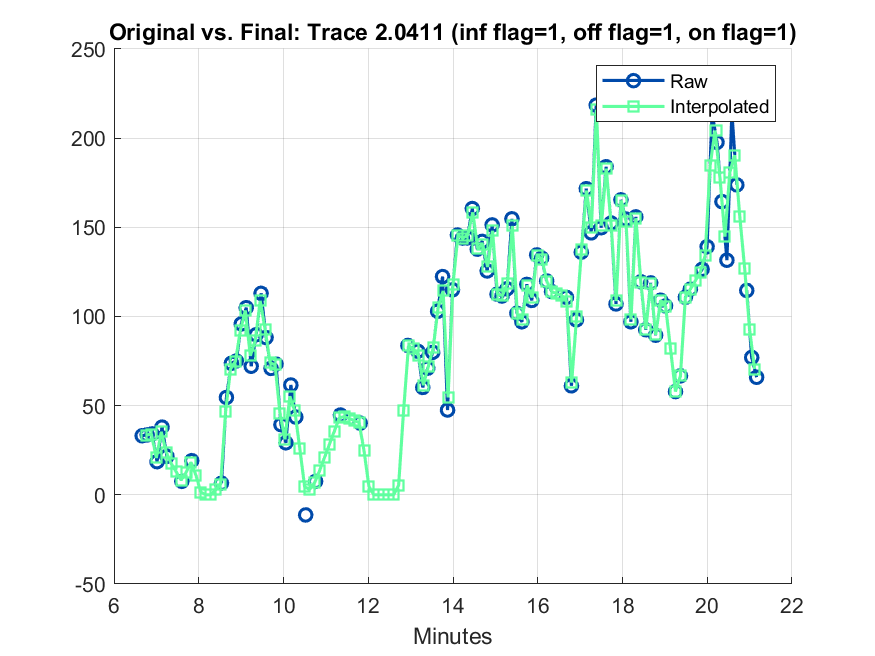 Original vs. Final: Trace 2.0411 (inf flag=1, off flag=1, on flag=1)
250
200
150
100
50
0
-50
6 8 10 12 14 16 18 20 22
Minutes
Raw
Interpolated